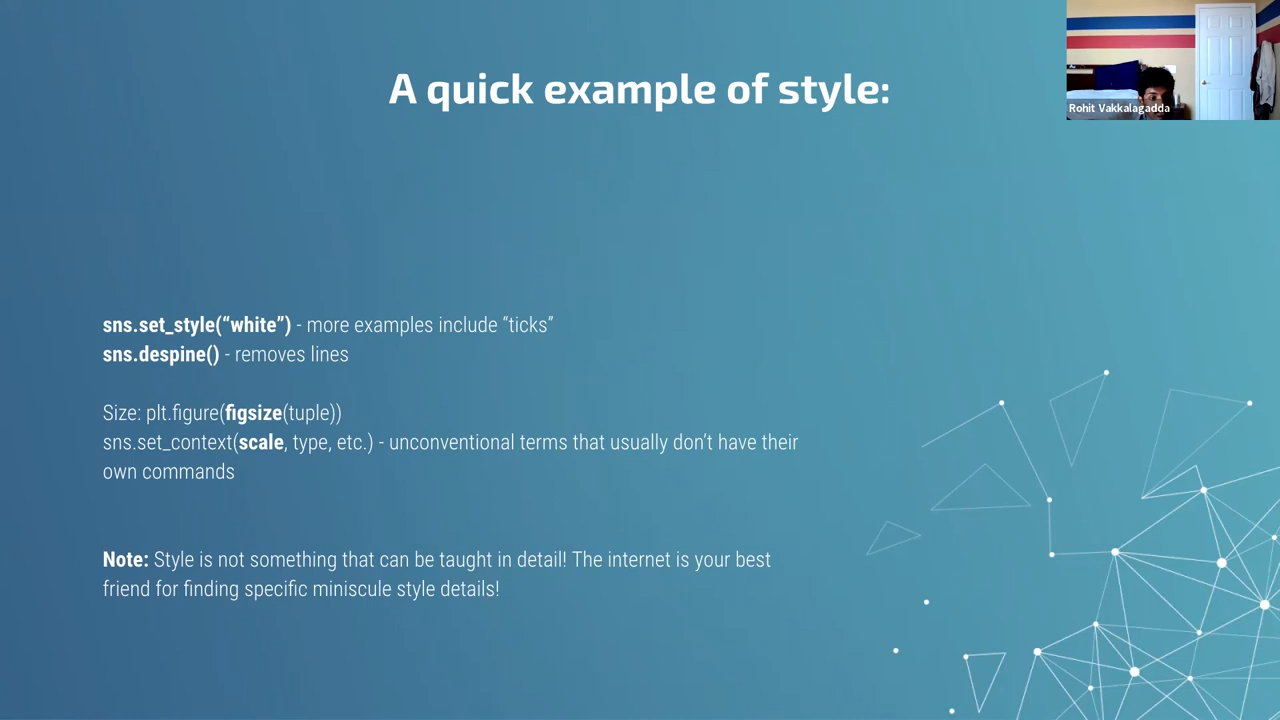 A quick example of style:
Rohit Vakkalagadda
sns.set_style(“white”) - more examples include “ticks”
sns.despine() - removes lines
Size: plt.figure(figsize(tuple))
sns.set_context(scale, type, etc.) - unconventional terms that usually don’t have their
own commands
Note: Style is not something that can be taught in detail! The internet is your best
friend for finding specific miniscule style details!